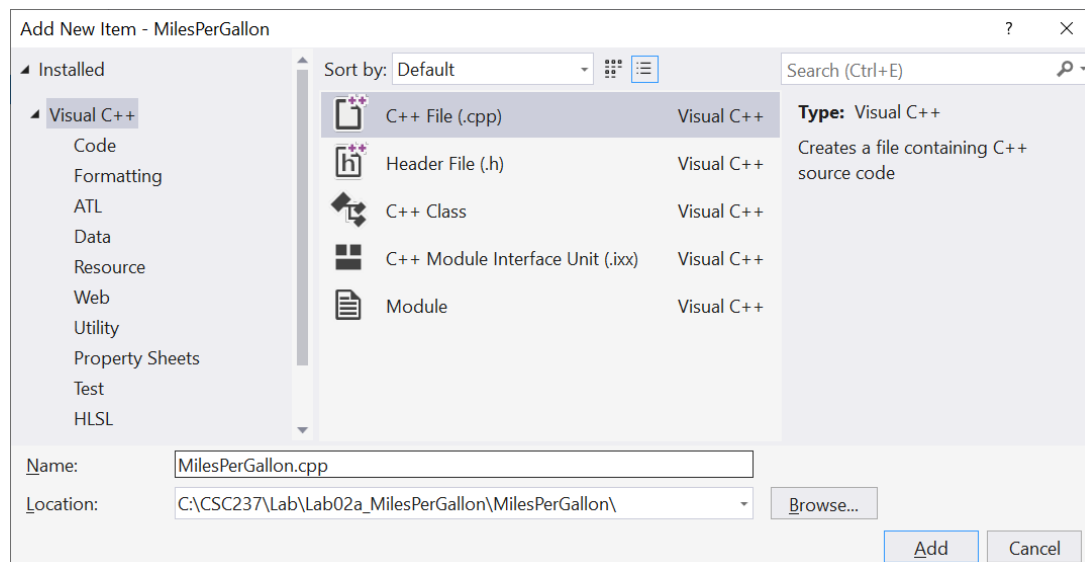 Add New Item - MilesPerGallon
?
Installed
Visual C++
Code
Formatting
ATL
Data
Resource
Web
Utility
Property Sheets
Test
HLSL
Sort by: Default
C++ File (.cpp) Visual C++
Header File (.h) Visual C++
C++ Class Visual C++
C++ Module Interface Unit (.ixx) Visual C++
Module Visual C++
Search (Ctrl+E)
Type: Visual C++
Creates a file containing C++
source code
Name: MilesPerGallon.cpp
Location: C:\CSC237\Lab\Lab02a_MilesPerGallon\MilesPerGallon\
Browse...
Add Cancel